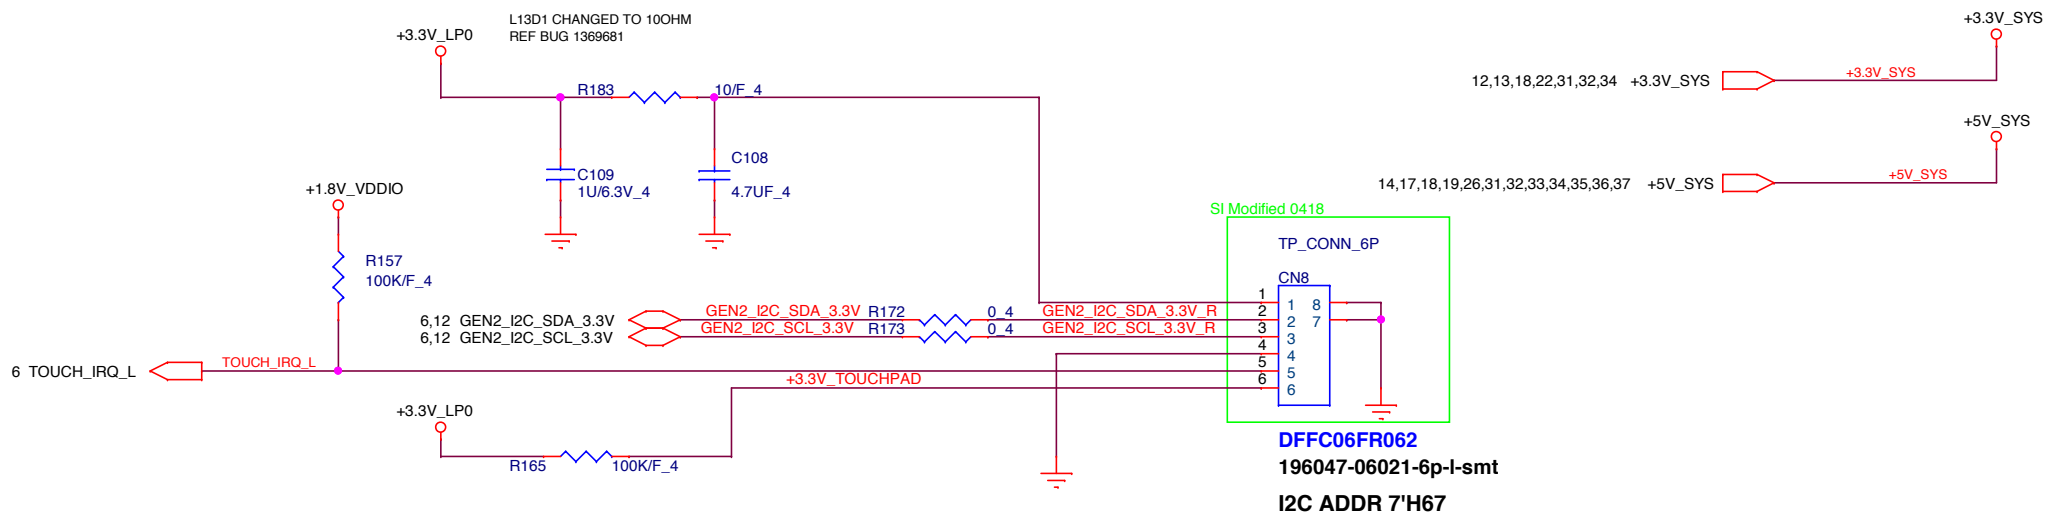 L13D1 CHANGED TO 10OHM
REF BUG 1369681
+3.3V_LP0
+3.3V_SYS
12,13,18,22,31,32,34 +3.3V_SYS
+3.3V_SYS
R183
10/F_4
+5V_SYS
C109
1U/6.3V_4
C108
4.7UF_4
14,17,18,19,26,31,32,33,34,35,36,37 +5V_SYS
+5V_SYS
+1.8V_VDDIO
SI Modified 0418
TP_CONN_6P
R157
100K/F_4
CN8
6,12 GEN2_I2C_SDA_3.3V
GEN2_I2C_SDA_3.3V R172
0_4
GEN2_I2C_SDA_3.3V_R
6,12 GEN2_I2C_SCL_3.3V
GEN2_I2C_SCL_3.3V R173
0_4
GEN2_I2C_SCL_3.3V_R
1
2
3
4
5
6
1 8
2 7
3
4
5
6
6 TOUCH_IRQ_L
TOUCH_IRQ_L
+3.3V_TOUCHPAD
+3.3V_LP0
R165
100K/F_4
DFFC06FR062
196047-06021-6p-l-smt
I2C ADDR 7'H67